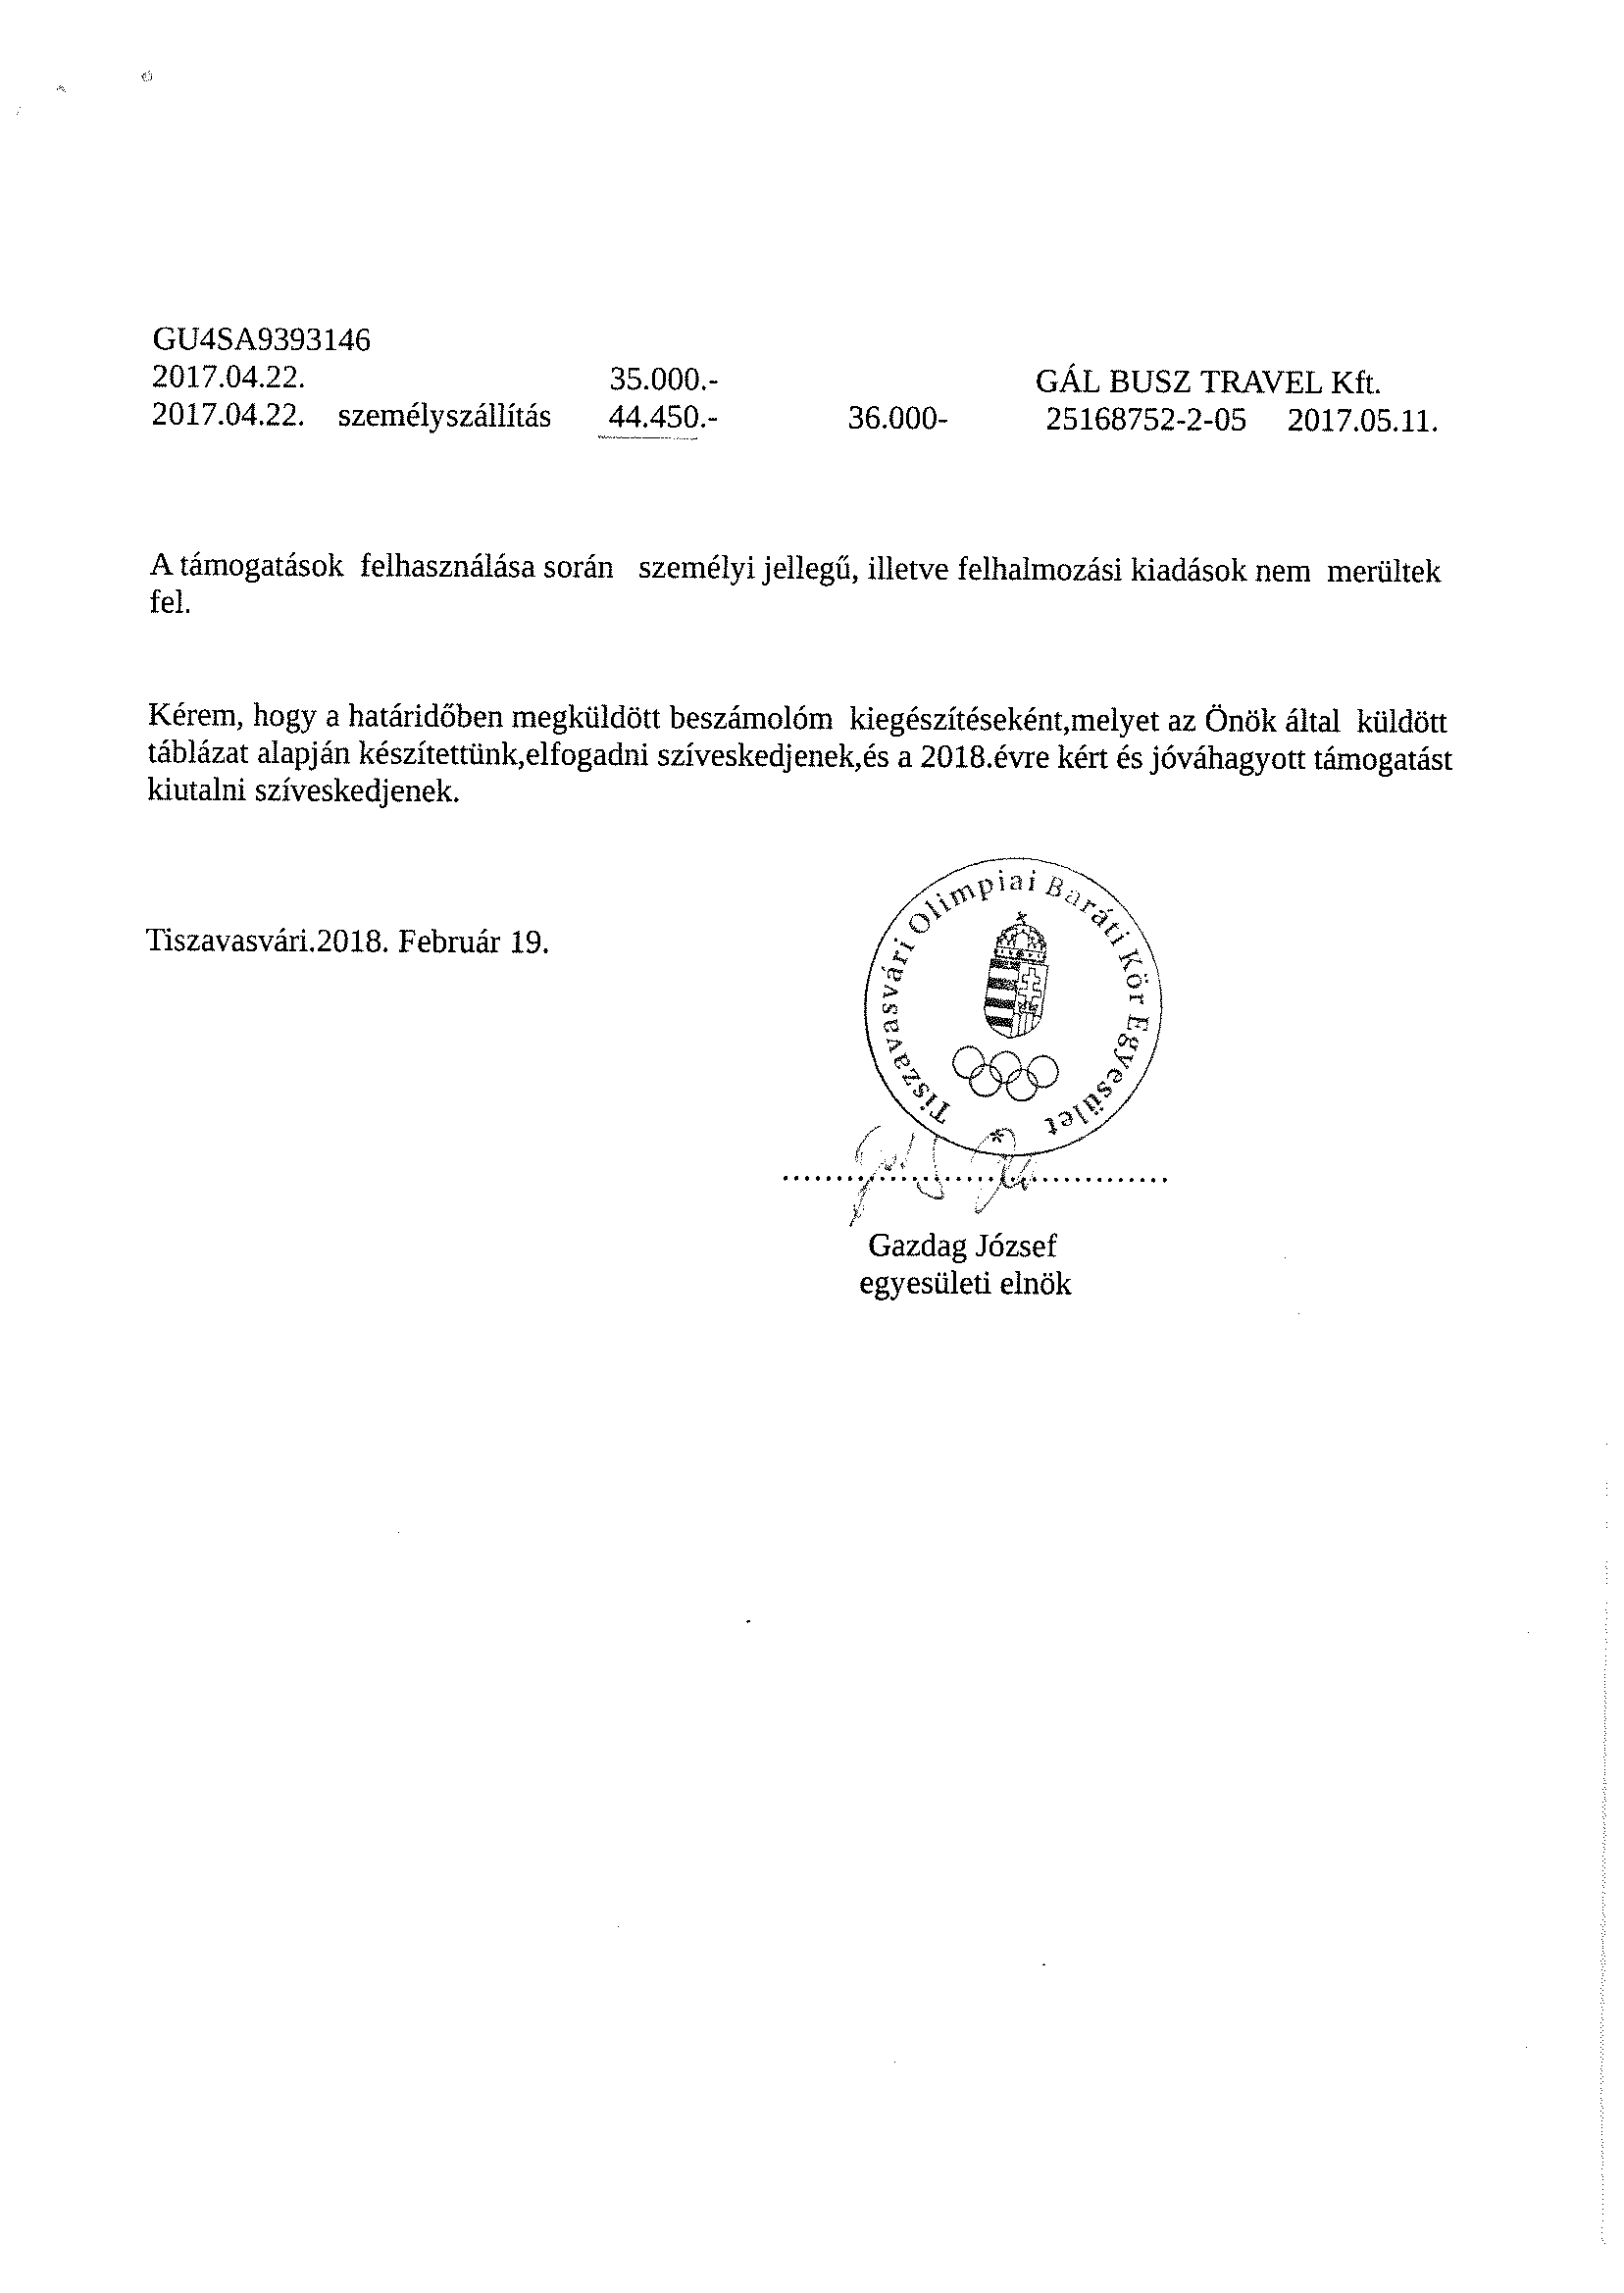 GU4SA9393146
2017.04.22. 35.000.- GÁL BUSZ TRAVEL Kft.
2017.04.22. személyszállítás 44.450.- 36.000- 25168752-2-05 2017.05.11.
A támogatások felhasználása során személyi jellegű, illetve felhalmozási kiadások nem merültek
fel.
Kérem, hogy a határidőben megküldött beszámolóm kiegészítéseként,melyet az Önök által küldött
táblázat alapján készítettünk,elfogadni szíveskedjenek,és a 2018.évre kért és jóváhagyott támogatást
kiutalni szíveskedjenek.
Tiszavasvári Olimpiai Baráti Kör Egyesület *
Tiszavasvári.2018. Február 19.
Gazdag József
egyesületi elnök